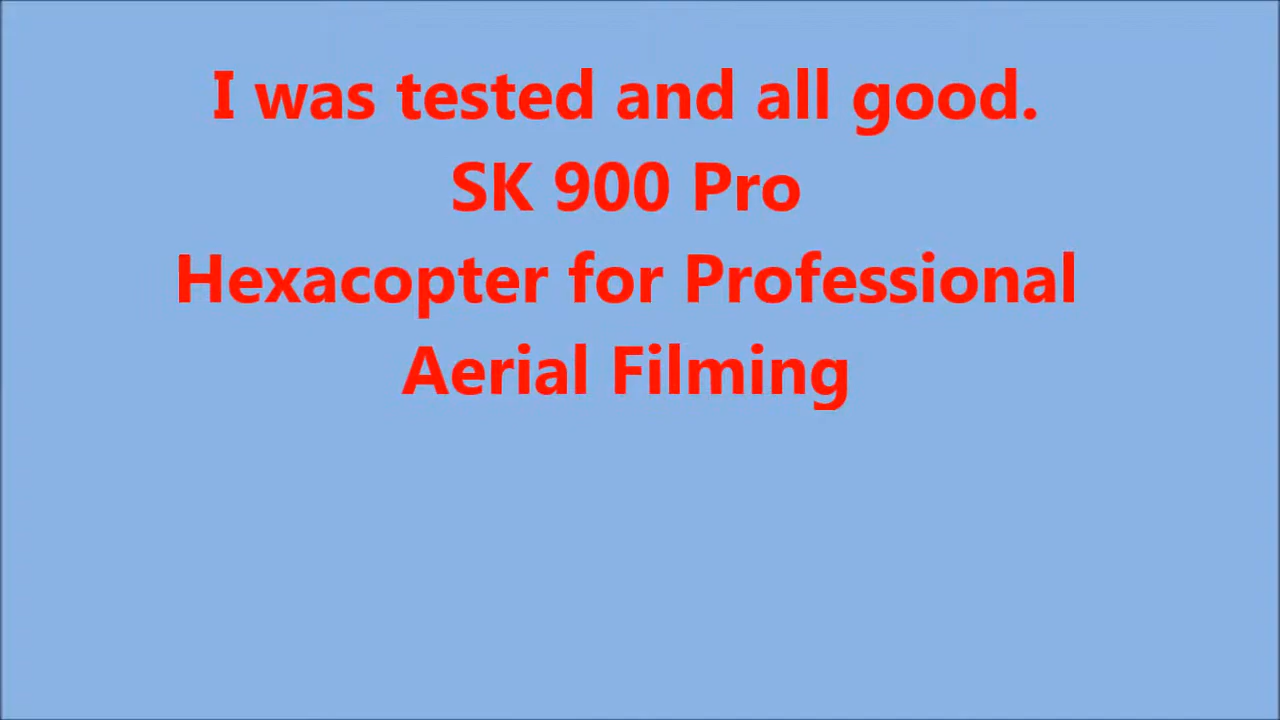 I was tested and all good.
SK 900 Pro
Hexacopter for Professional
Aerial Filming